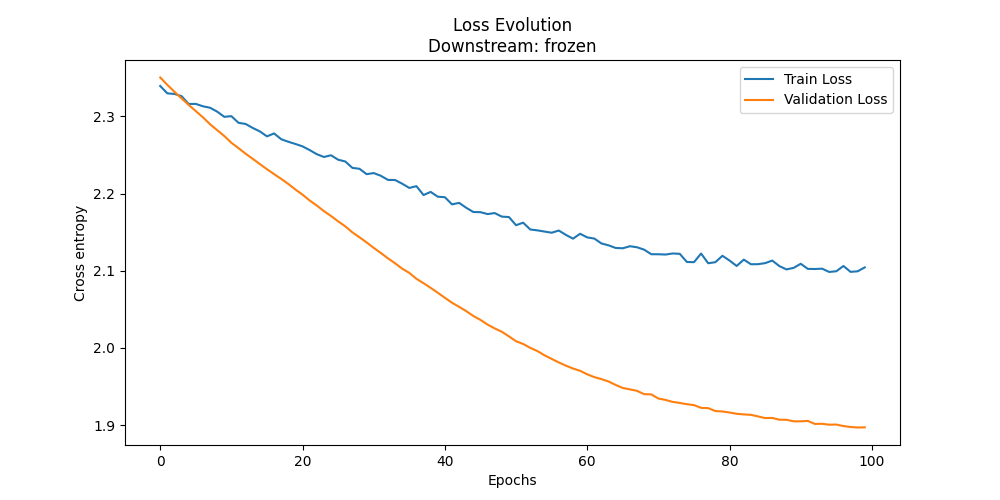 Loss Evolution
Downstream: frozen
Train Loss
Validation Loss
Cross entropy
2.3
2.2
2.1
2.0
1.9
0 20 40 60 80 100
Epochs